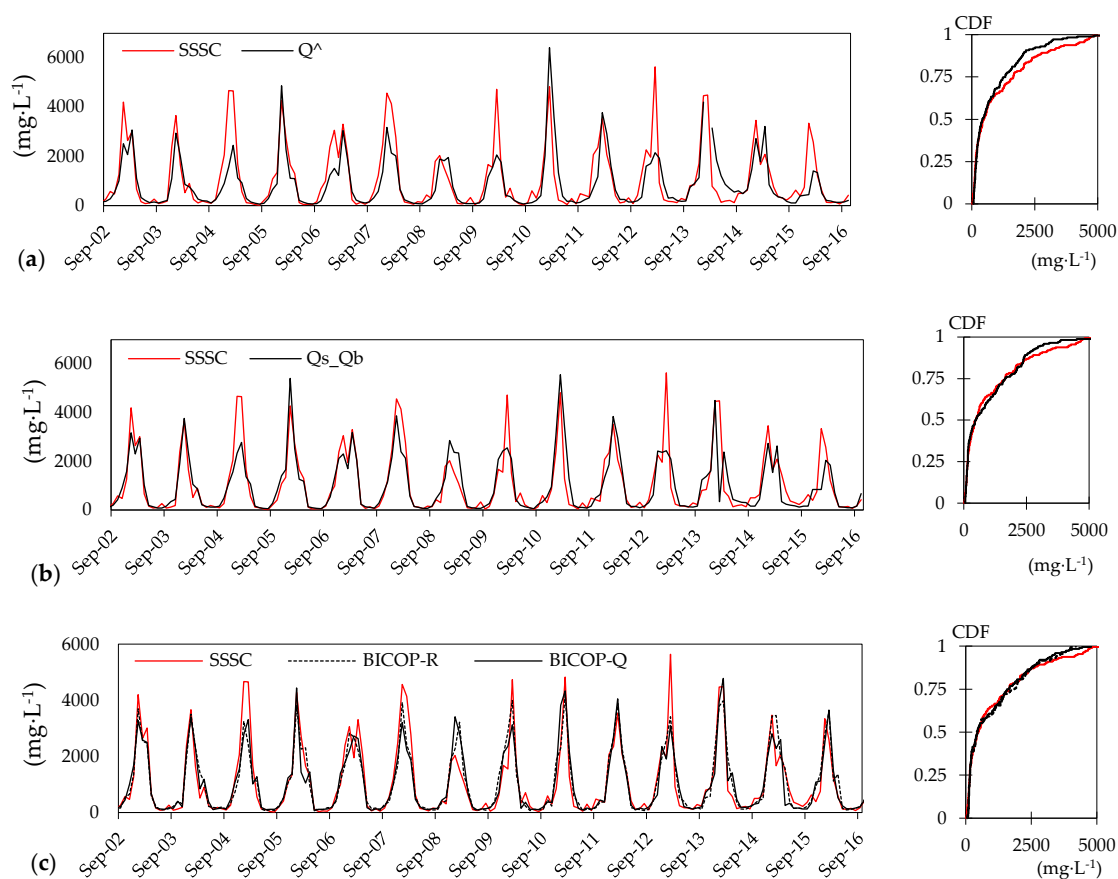 SSSC Q^
(mg·L-1)
6000
4000
2000
0
Sep-02 Sep-03 Sep-04 Sep-05 Sep-06 Sep-07 Sep-08 Sep-09 Sep-10 Sep-11 Sep-12 Sep-13 Sep-14 Sep-15 Sep-16
(a)
CDF
1
0.75
0.5
0.25
0
0 2500 5000
(mg·L-1)
SSSC Qs_Qb
(mg·L-1)
6000
4000
2000
0
Sep-02 Sep-03 Sep-04 Sep-05 Sep-06 Sep-07 Sep-08 Sep-09 Sep-10 Sep-11 Sep-12 Sep-13 Sep-14 Sep-15 Sep-16
(b)
CDF
1
0.75
0.5
0.25
0
0 2500 5000
(mg·L-1)
SSSC BICOP-R BICOP-Q
(mg·L-1)
6000
4000
2000
0
Sep-02 Sep-03 Sep-04 Sep-05 Sep-06 Sep-07 Sep-08 Sep-09 Sep-10 Sep-11 Sep-12 Sep-13 Sep-14 Sep-15 Sep-16
(c)
CDF
1
0.75
0.5
0.25
0
0 2500 5000
(mg·L-1)